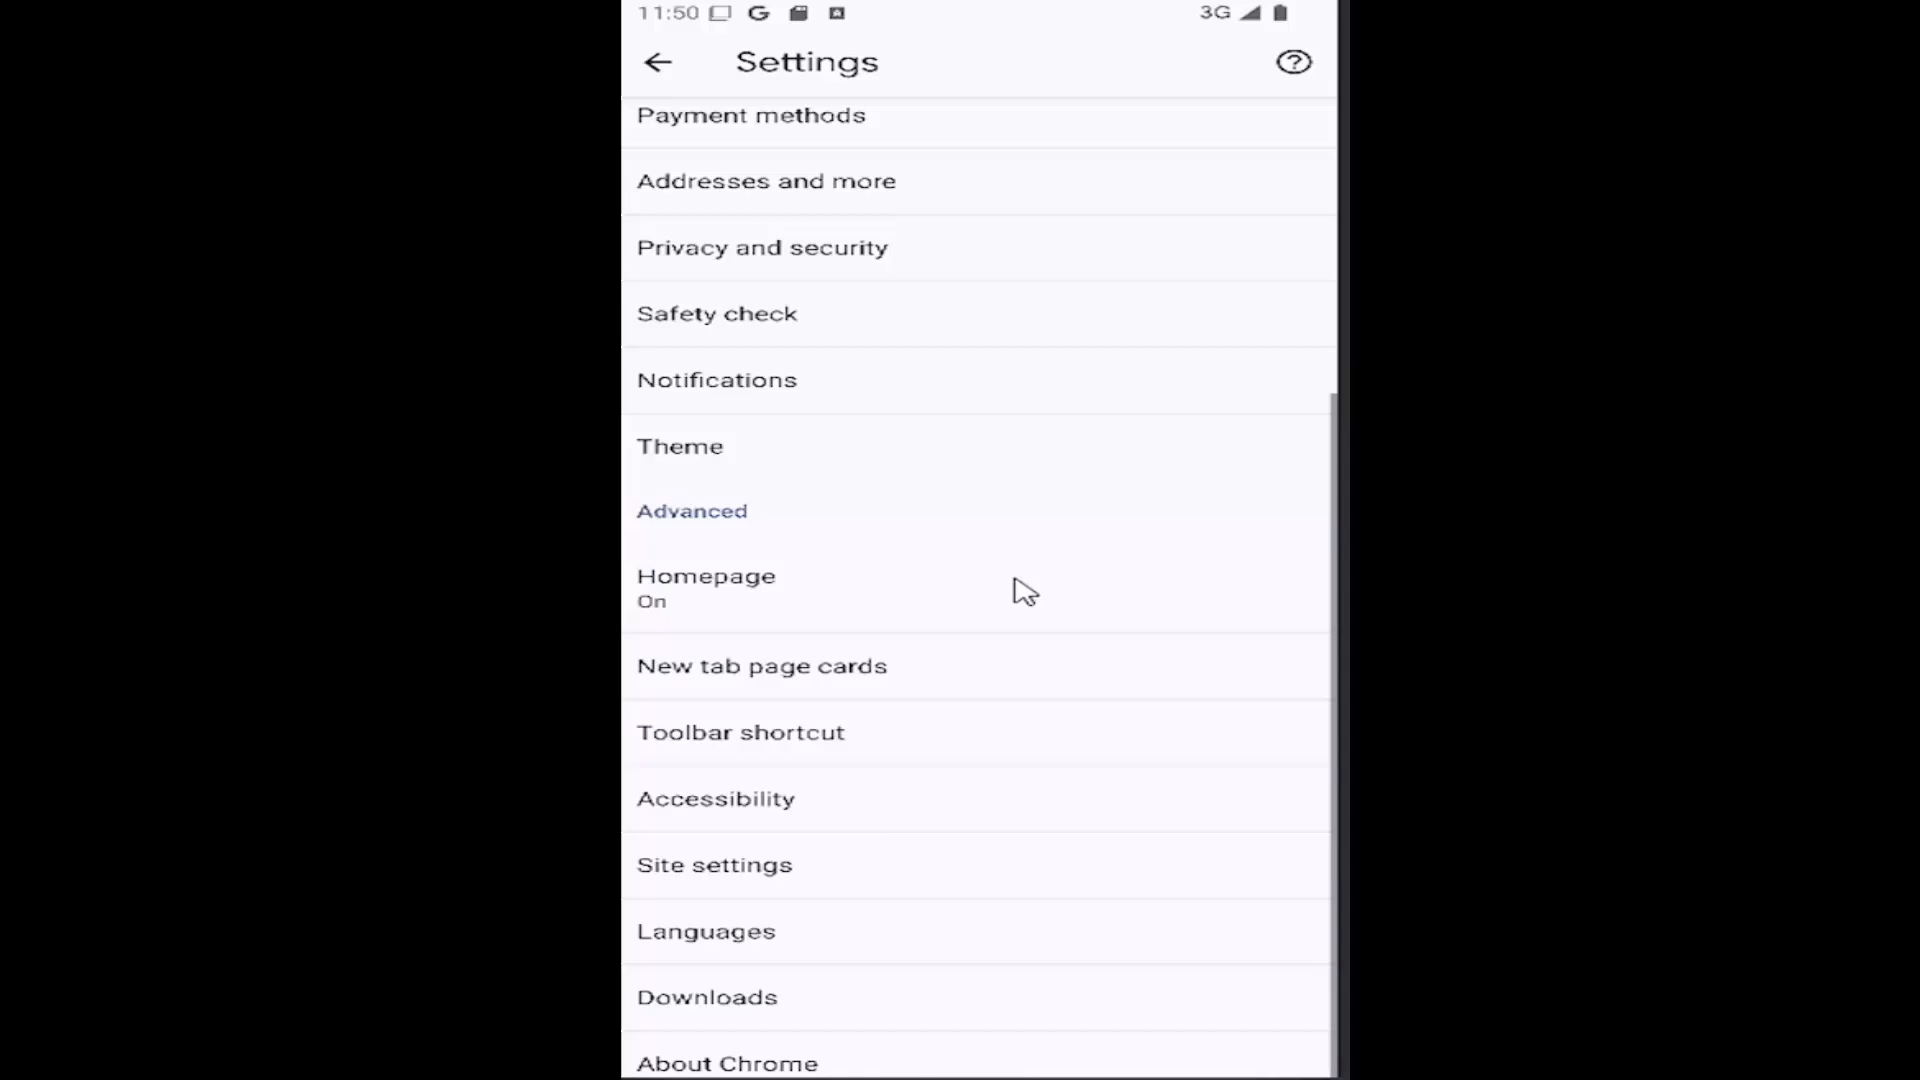 11:50 G 3G
Settings
Payment methods
Addresses and more
Privacy and security
Safety check
Notifications
Theme
Advanced
Homepage
On
New tab page cards
Toolbar shortcut
Accessibility
Site settings
Languages
Downloads
About Chrome